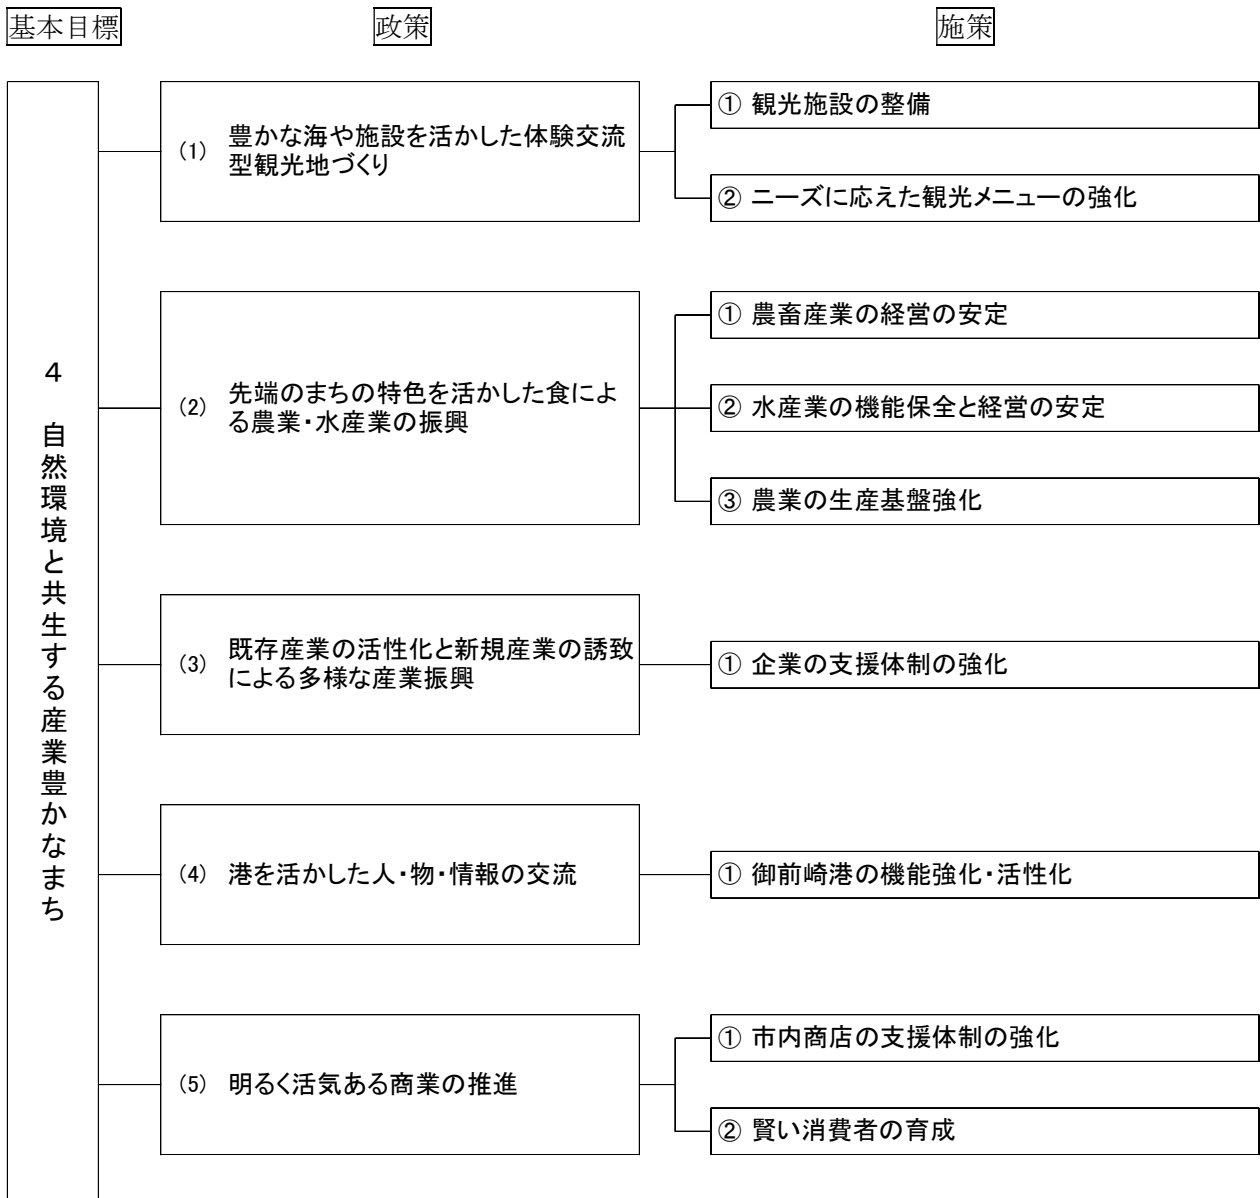 基本目標
政策
施策
4 自然環境と共生する産業豊かなまち
(1) 豊かな海や施設を活かした体験交流
型観光地づくり
① 観光施設の整備
② ニーズに応えた観光メニューの強化
(2) 先端のまちの特色を活かした食によ
る農業・水産業の振興
① 農畜産業の経営の安定
② 水産業の機能保全と経営の安定
③ 農業の生産基盤強化
(3) 既存産業の活性化と新規産業の誘致
による多様な産業振興
① 企業の支援体制の強化
(4) 港を活かした人・物・情報の交流
① 御前崎港の機能強化・活性化
(5) 明るく活気ある商業の推進
① 市内商店の支援体制の強化
② 賢い消費者の育成